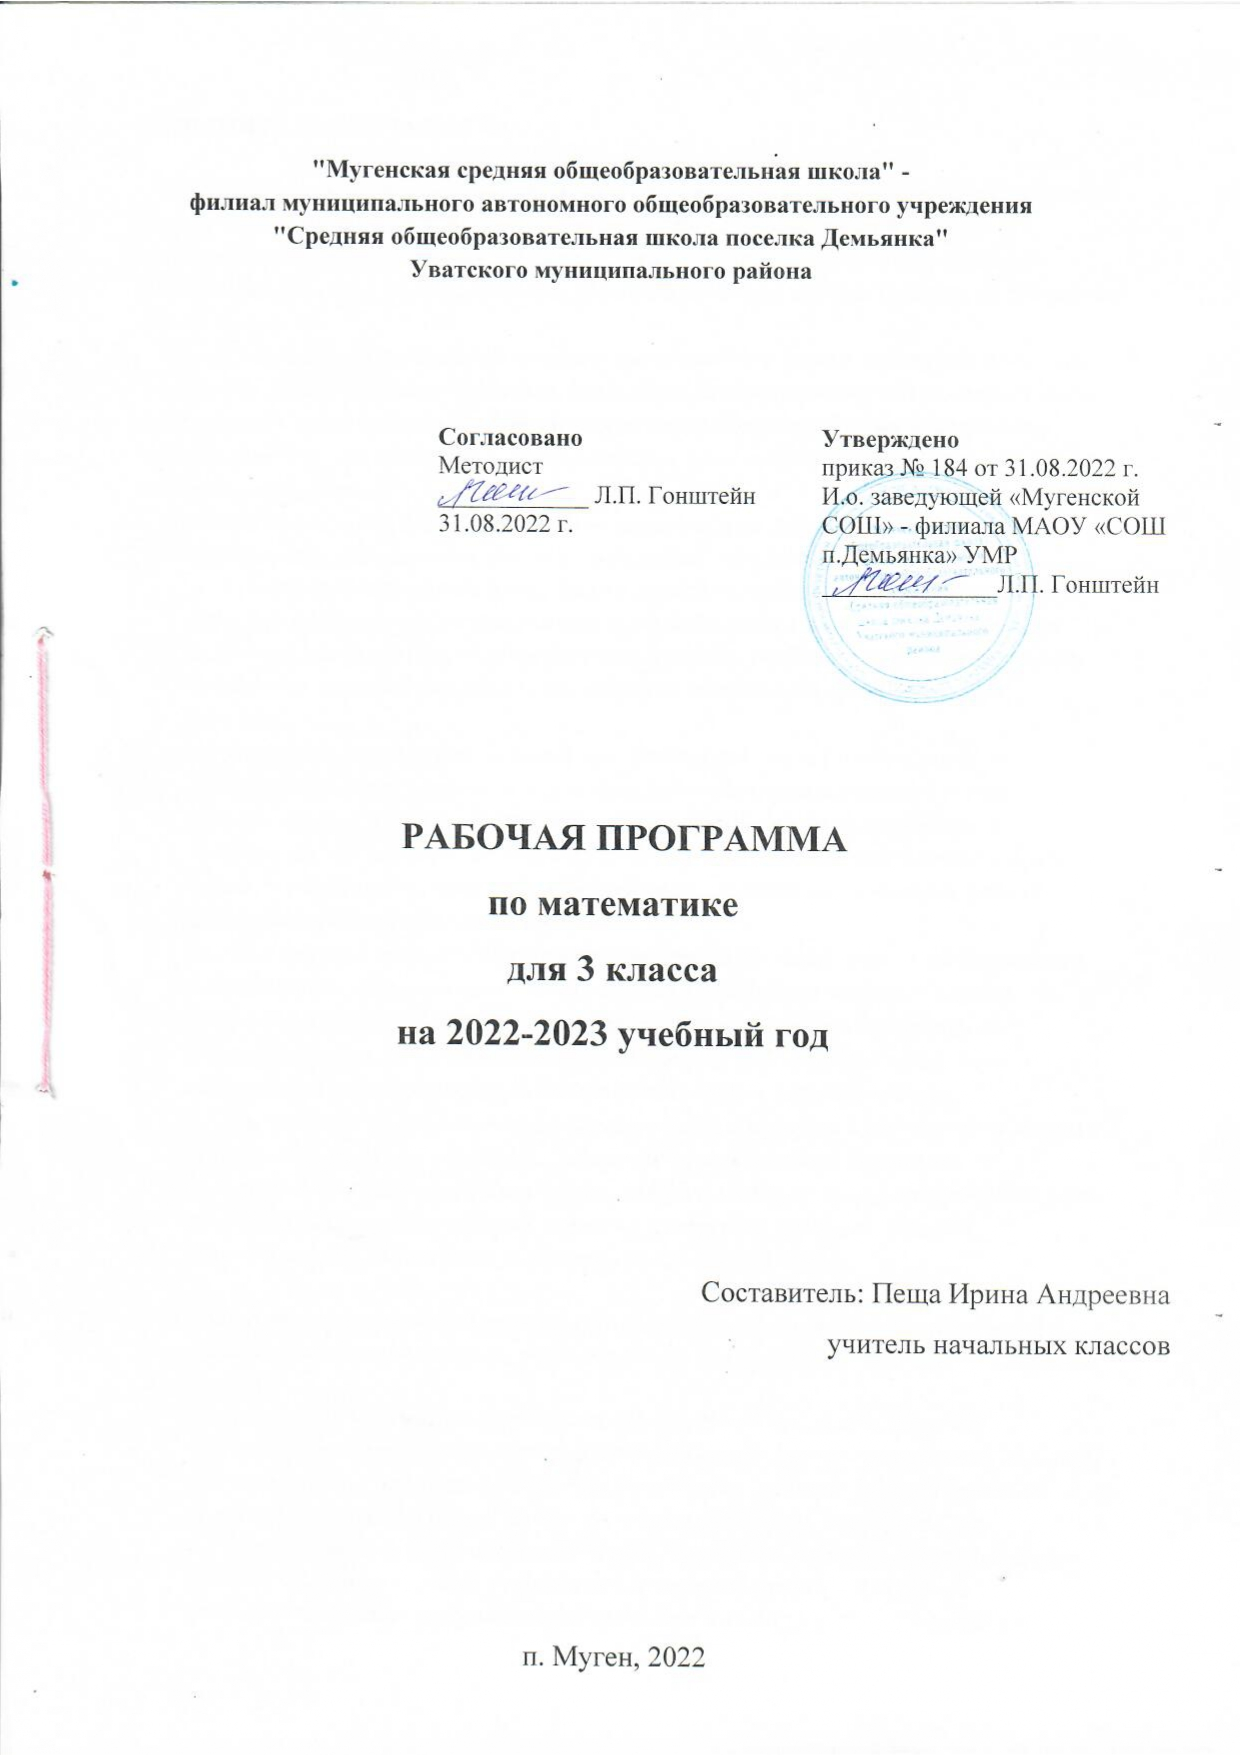 "Мугенская средняя общеобразовательная школа" -
филиал муниципального автономного общеобразовательного учреждения
"Средняя общеобразовательная школа поселка Демьянка"
Уватского муниципального района
Согласовано
Методист
____________ Л.П. Гонштейн
31.08.2022 г.
Утверждено
приказ № 184 от 31.08.2022 г.
И.о. заведующей «Мугенской
СОШ» - филиала МАОУ «СОШ
п.Демьянка» УМР
______________Л.П. Гонштейн
района
РАБОЧАЯ ПРОГРАММА
по математике
для 3 класса
на 2022-2023 учебный год
Составитель: Пеща Ирина Андреевна
учитель начальных классов
п. Муген, 2022